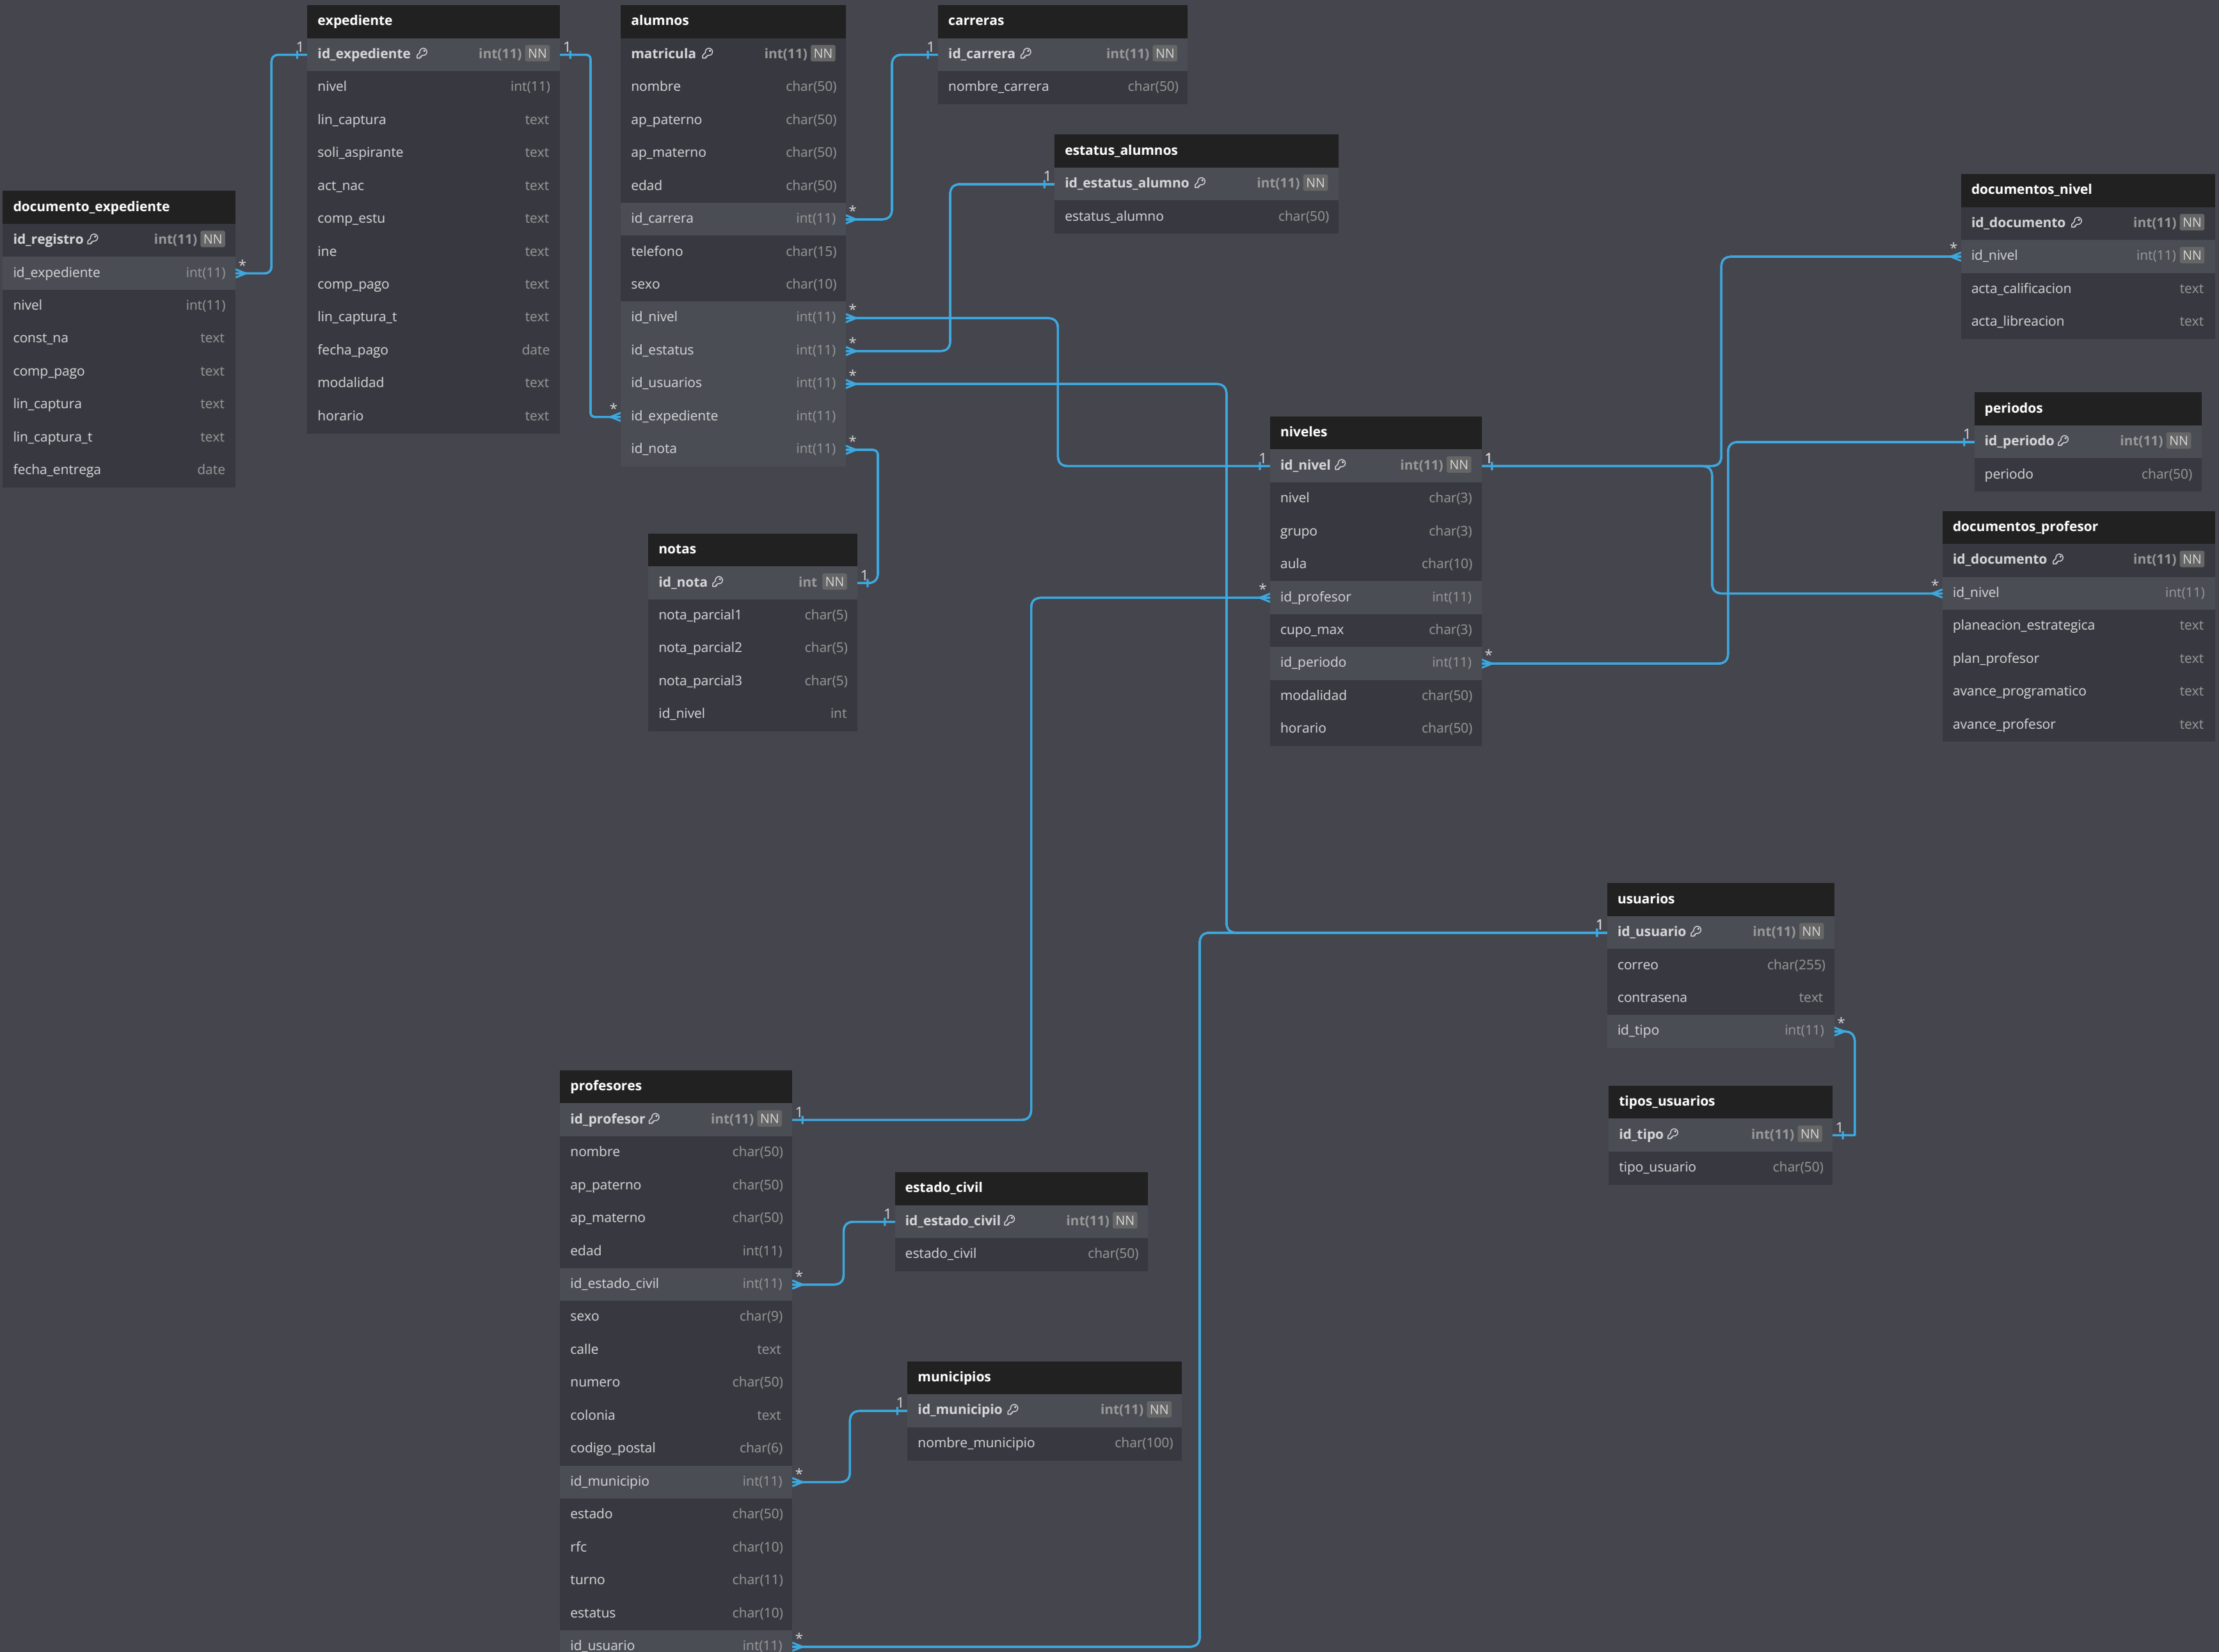 expediente
id_expediente int(11) NN
nivel int(11)
lin_captura text
soli_aspirante text
act_nac text
comp_estu text
ine text
comp_pago text
lin_captura_t text
fecha_pago date
modalidad text
horario text
alumnos
matricula int(11) NN
nombre char(50)
ap_paterno char(50)
ap_materno char(50)
edad char(50)
id_carrera int(11)
telefono char(15)
sexo char(10)
id_nivel int(11)
id_estatus int(11)
id_usuarios int(11)
id_expediente int(11)
id_nota int(11)
carreras
id_carrera int(11) NN
nombre_carrera char(50)
estatus_alumnos
id_estatus_alumno int(11) NN
estatus_alumno char(50)
documento_expediente
id_registro int(11) NN
id_expediente int(11)
nivel int(11)
const_na text
comp_pago text
lin_captura text
lin_captura_t text
fecha_entrega date
documentos_nivel
id_documento int(11) NN
id_nivel int(11) NN
acta_calificacion text
acta_libreacion text
periodos
id_periodo int(11) NN
periodo char(50)
niveles
id_nivel int(11) NN
nivel char(3)
grupo char(3)
aula char(10)
id_profesor int(11)
cupo_max char(3)
id_periodo int(11)
modalidad char(50)
horario char(50)
documentos_profesor
id_documento int(11) NN
id_nivel int(11)
planeacion_estrategica text
plan_profesor text
avance_programatico text
avance_profesor text
notas
id_nota int NN
nota_parcial1 char(5)
nota_parcial2 char(5)
nota_parcial3 char(5)
id_nivel int
usuarios
id_usuario int(11) NN
correo char(255)
contrasena text
id_tipo int(11)
tipos_usuarios
id_tipo int(11) NN
tipo_usuario char(50)
profesores
id_profesor int(11) NN
nombre char(50)
ap_paterno char(50)
ap_materno char(50)
edad int(11)
id_estado_civil int(11)
sexo char(9)
calle text
numero char(50)
colonia text
codigo_postal char(6)
id_municipio int(11)
estado char(50)
rfc char(10)
turno char(11)
estatus char(10)
id_usuario int(11)
estado_civil
id_estado_civil int(11) NN
estado_civil char(50)
municipios
id_municipio int(11) NN
nombre_municipio char(100)
1
1
1
1
1
1
1
1
1
1
1
1
1
*
*
*
*
*
*
*
*
*
*
*
*
*
*